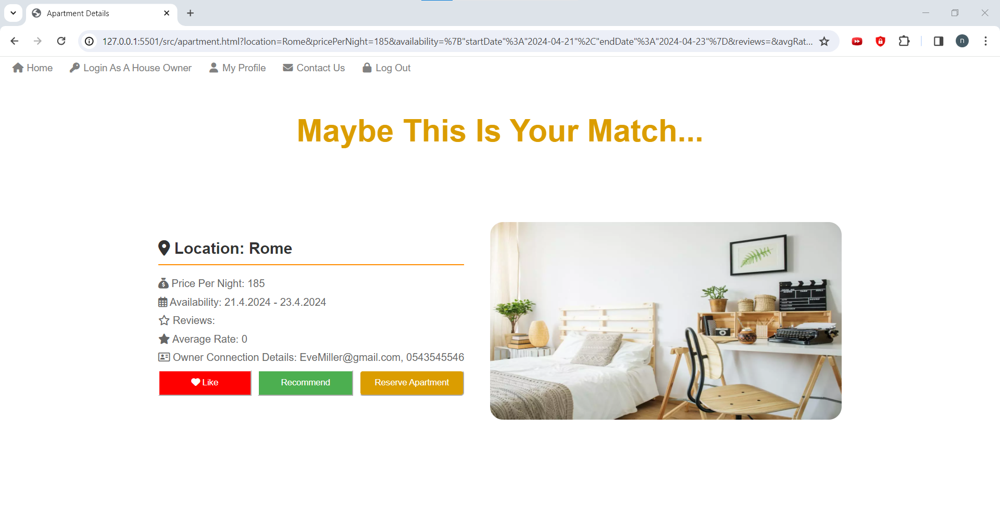 Apartment Details
127.0.0.1:5501/src/apartment.html?location=Rome&pricePerNight=185&availability=%7B"startDate"%3A"2024-04-21"%2C"endDate"%3A"2024-04-23"%7D&reviews=&avgRat...
n
Home Login As A House Owner My Profile Contact Us Log Out
Maybe This Is Your Match...
Location: Rome
Price Per Night: 185
Availability: 21.4.2024 - 23.4.2024
Reviews:
Average Rate: 0
Owner Connection Details: EveMiller@gmail.com, 0543545546
Like Recommend Reserve Apartment